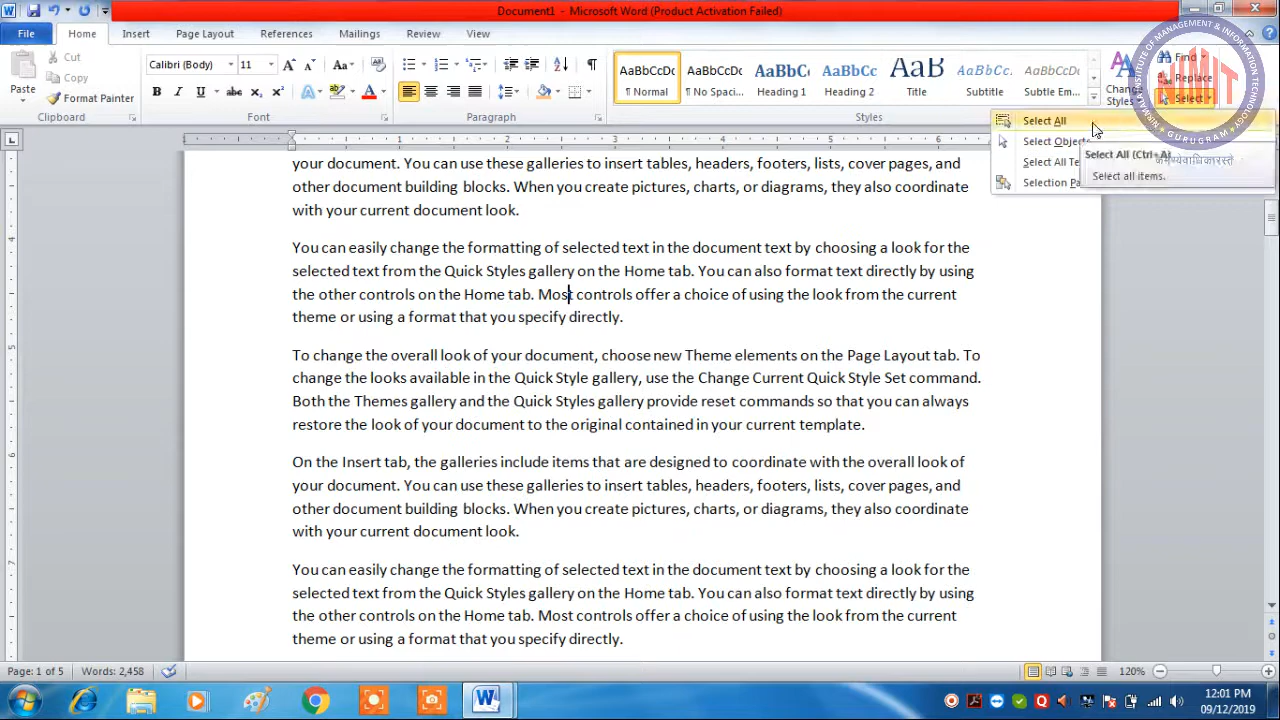 Document1 - Microsoft Word (Product Activation Failed)
File Home Insert Page Layout References Mailings Review View
Cut
Copy
Format Painter
Paste
Clipboard
Calibri (Body) 11
Font
Paragraph
AaBbCcDc AaBbCcDc AaBbC AaBbCc AaB AaBbCc. AaBbCcDc
¶ Normal ¶ No Spaci... Heading 1 Heading 2 Title Subtitle Subtle Em...
Styles
Change
Styles
Find
Replace
Select
INSTITUTE OF MANAGEMENT & INFORMATION
GURUGRAM
कर्मण्येवाधिकारस्ते
Select All
Select Objects
Select All Te
Selection Pa
Select All (Ctrl+A)
Select all items.
your document. You can use these galleries to insert tables, headers, footers, lists, cover pages, and
other document building blocks. When you create pictures, charts, or diagrams, they also coordinate
with your current document look.
You can easily change the formatting of selected text in the document text by choosing a look for the
selected text from the Quick Styles gallery on the Home tab. You can also format text directly by using
the other controls on the Home tab. Most controls offer a choice of using the look from the current
theme or using a format that you specify directly.
To change the overall look of your document, choose new Theme elements on the Page Layout tab. To
change the looks available in the Quick Style gallery, use the Change Current Quick Style Set command.
Both the Themes gallery and the Quick Styles gallery provide reset commands so that you can always
restore the look of your document to the original contained in your current template.
On the Insert tab, the galleries include items that are designed to coordinate with the overall look of
your document. You can use these galleries to insert tables, headers, footers, lists, cover pages, and
other document building blocks. When you create pictures, charts, or diagrams, they also coordinate
with your current document look.
You can easily change the formatting of selected text in the document text by choosing a look for the
selected text from the Quick Styles gallery on the Home tab. You can also format text directly by using
the other controls on the Home tab. Most controls offer a choice of using the look from the current
theme or using a format that you specify directly.
Page: 1 of 5 Words: 2,458 120%
12:01 PM
09/12/2019